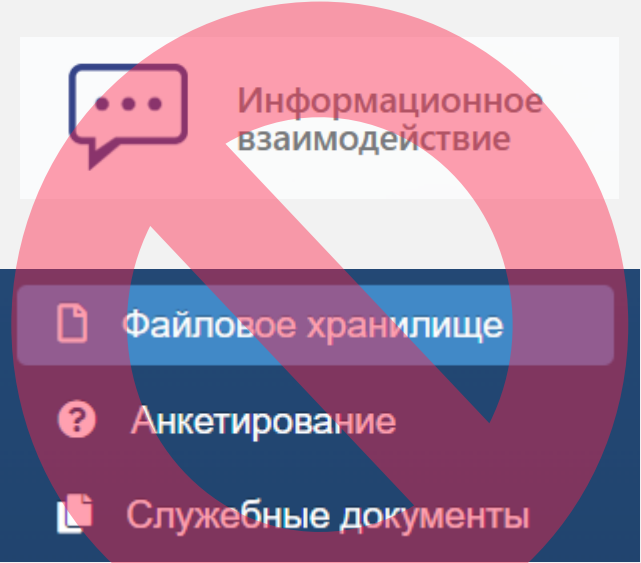 Информационное
взаимодействие
Файловое хранилище
Анкетирование
Служебные документы